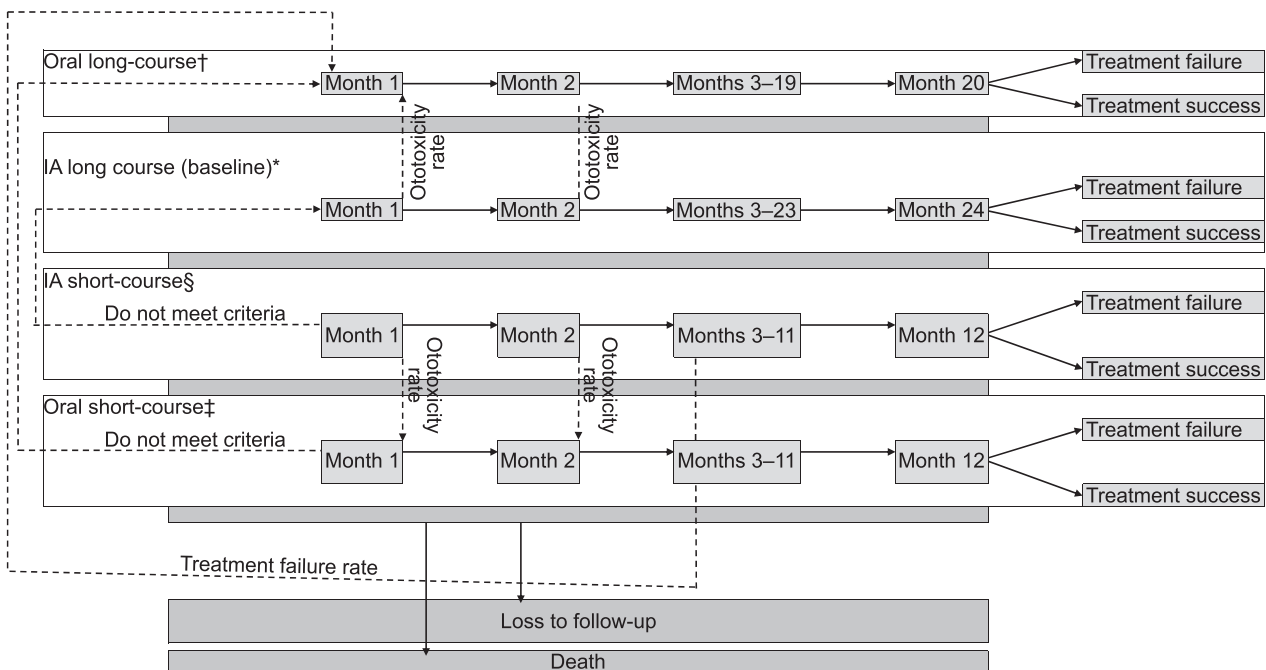 Oral long-course†
Month 1
Month 2
Months 3–19
Month 20
Treatment failure
Treatment success
Ototoxicity
rate
Ototoxicity
rate
IA long course (baseline)*
Month 1
Month 2
Months 3–23
Month 24
Treatment failure
Treatment success
IA short-course§
Do not meet criteria
Month 1
Month 2
Months 3–11
Month 12
Treatment failure
Treatment success
Ototoxicity
rate
Ototoxicity
rate
Oral short-course‡
Do not meet criteria
Month 1
Month 2
Months 3–11
Month 12
Treatment failure
Treatment success
Treatment failure rate
Loss to follow-up
Death